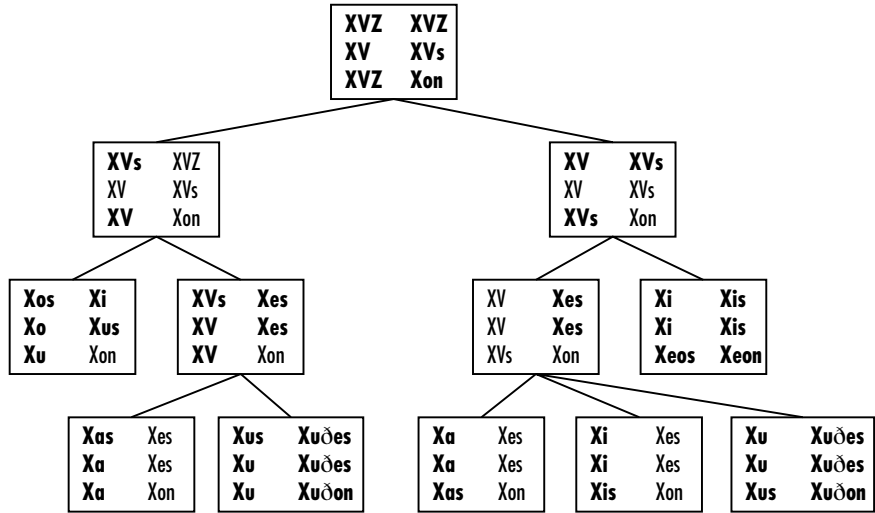 XVZ XVZ
XV XVs
XVZ Xon
XVs XVZ
XV XVs
XV Xon
XV XVs
XV XVs
XVs Xon
Xos Xi
Xo Xus
Xu Xon
XVs Xes
XV Xes
XV Xon
XV Xes
XV Xes
XVs Xon
Xi Xis
Xi Xis
Xeos Xeon
Xas Xes
Xa Xes
Xa Xon
Xus Xuðes
Xu Xuðes
Xu Xuðon
Xa Xes
Xa Xes
Xas Xon
Xi Xes
Xi Xes
Xis Xon
Xu Xuðes
Xu Xuðes
Xus Xuðon